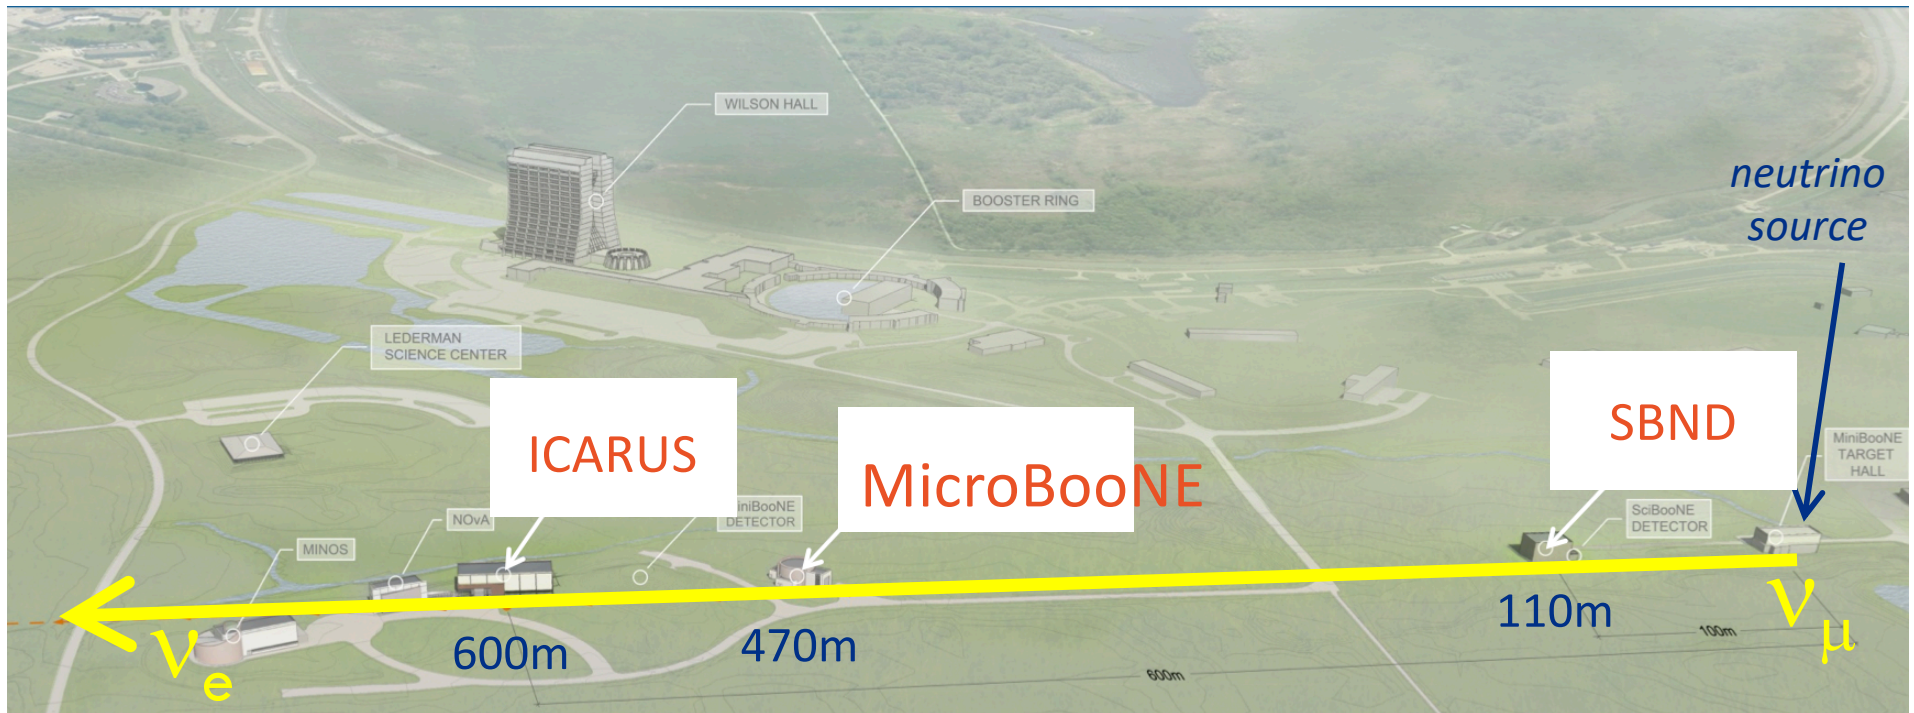 WILSON HALL
BOOSTER RING
neutrino
source
LEDERMAN
SCIENCE CENTER
ICARUS
MicroBooNE
SBND
MiniBooNE
TARGET
HALL
NOvA
iniBooNE
DETECTOR
SciBooNE
DETECTOR
MINOS
νe
600m
470m
110m
νμ
100m
600m